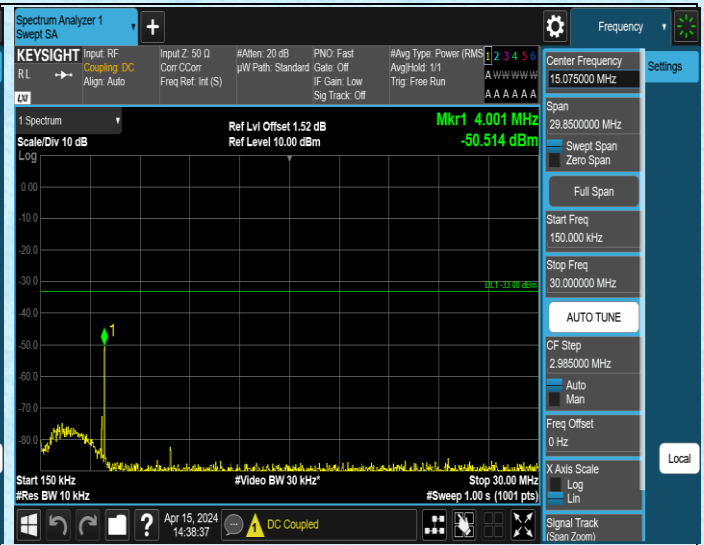 Spectrum Analyzer 1
Swept SA
+
Frequency
KEYSIGHT
RL
LXI
Input: RF
Coupling: DC
Align: Auto
Input Z: 50 Ω
Corr CCorr
Freq Ref: Int (S)
#Atten: 20 dB
µW Path: Standard
PNO: Fast
Gate: Off
IF Gain: Low
Sig Track: Off
#Avg Type: Power (RMS
Avg|Hold: 1/1
Trig: Free Run
1 2 3 4 5 6
A W W W W W
A A A A A A
1 Spectrum
Scale/Div 10 dB
Log
Ref Lvl Offset 1.52 dB
Ref Level 10.00 dBm
Mkr1 4.001 MHz
-50.514 dBm
0.00
-10.0
-20.0
-30.0
DL1 -33.00 dBm
-40.0
1
-50.0
-60.0
-70.0
-80.0
Start 150 kHz
#Res BW 10 kHz
#Video BW 30 kHz*
Stop 30.00 MHz
#Sweep 1.00 s (1001 pts)
?
Apr 15, 2024
14:38:37
DC Coupled
Center Frequency
15.075000 MHz
Span
29.8500000 MHz
Swept Span
Zero Span
Full Span
Start Freq
150.000 kHz
Stop Freq
30.000000 MHz
AUTO TUNE
CF Step
2.985000 MHz
Auto
Man
Freq Offset
0 Hz
X Axis Scale
Log
Lin
Signal Track
(Span Zoom)
Settings
Local